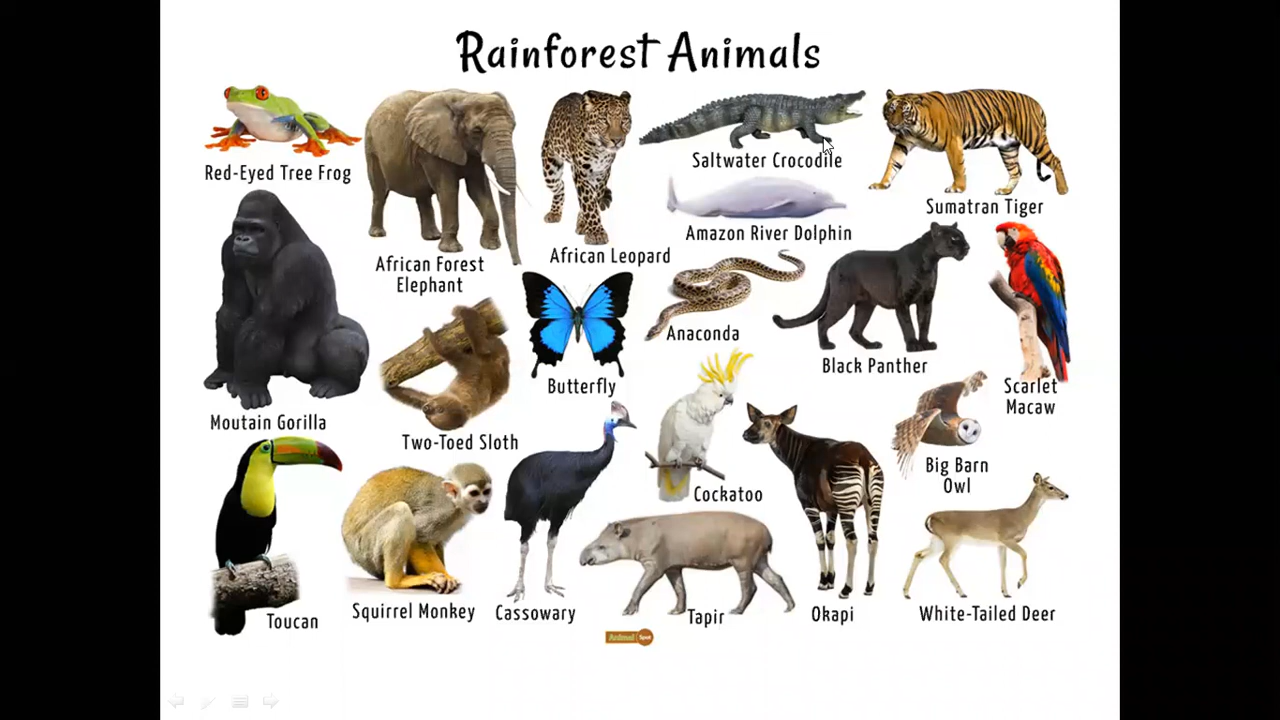 Rainforest Animals
Red-Eyed Tree Frog
African Forest
Elephant
African Leopard
Saltwater Crocodile
Amazon River Dolphin
Sumatran Tiger
Moutain Gorilla
Two-Toed Sloth
Butterfly
Anaconda
Black Panther
Scarlet
Macaw
Toucan
Squirrel Monkey
Cassowary
Cockatoo
Tapir
Okapi
Big Barn
Owl
White-Tailed Deer
Animal Spot